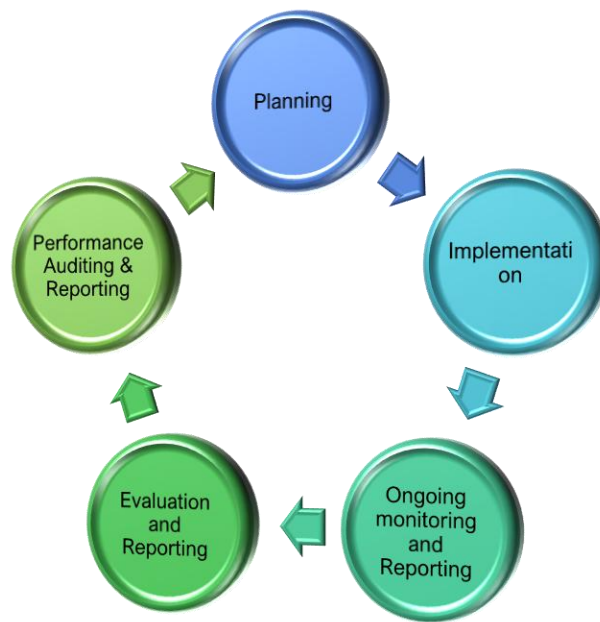 Planning
Implementati
on
Ongoing
monitoring
and
Reporting
Evaluation
and
Reporting
Performance
Auditing &
Reporting